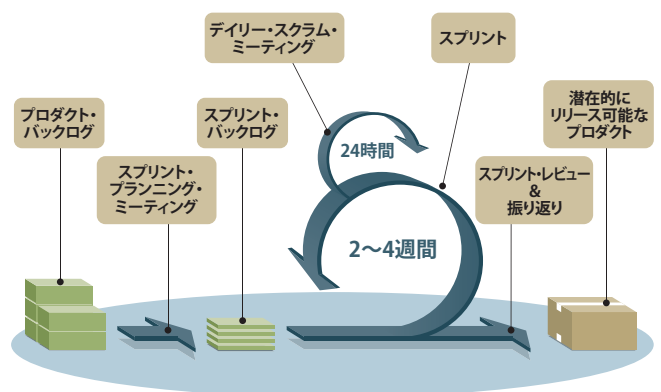 デイリー・スクラム・
ミーティング
スプリント
プロダクト・
バックログ
スプリント・
バックログ
潜在的に
リリース可能な
プロダクト
スプリント・
プランニング・
ミーティング
24時間
スプリント・レビュー
&
振り返り
2〜4週間